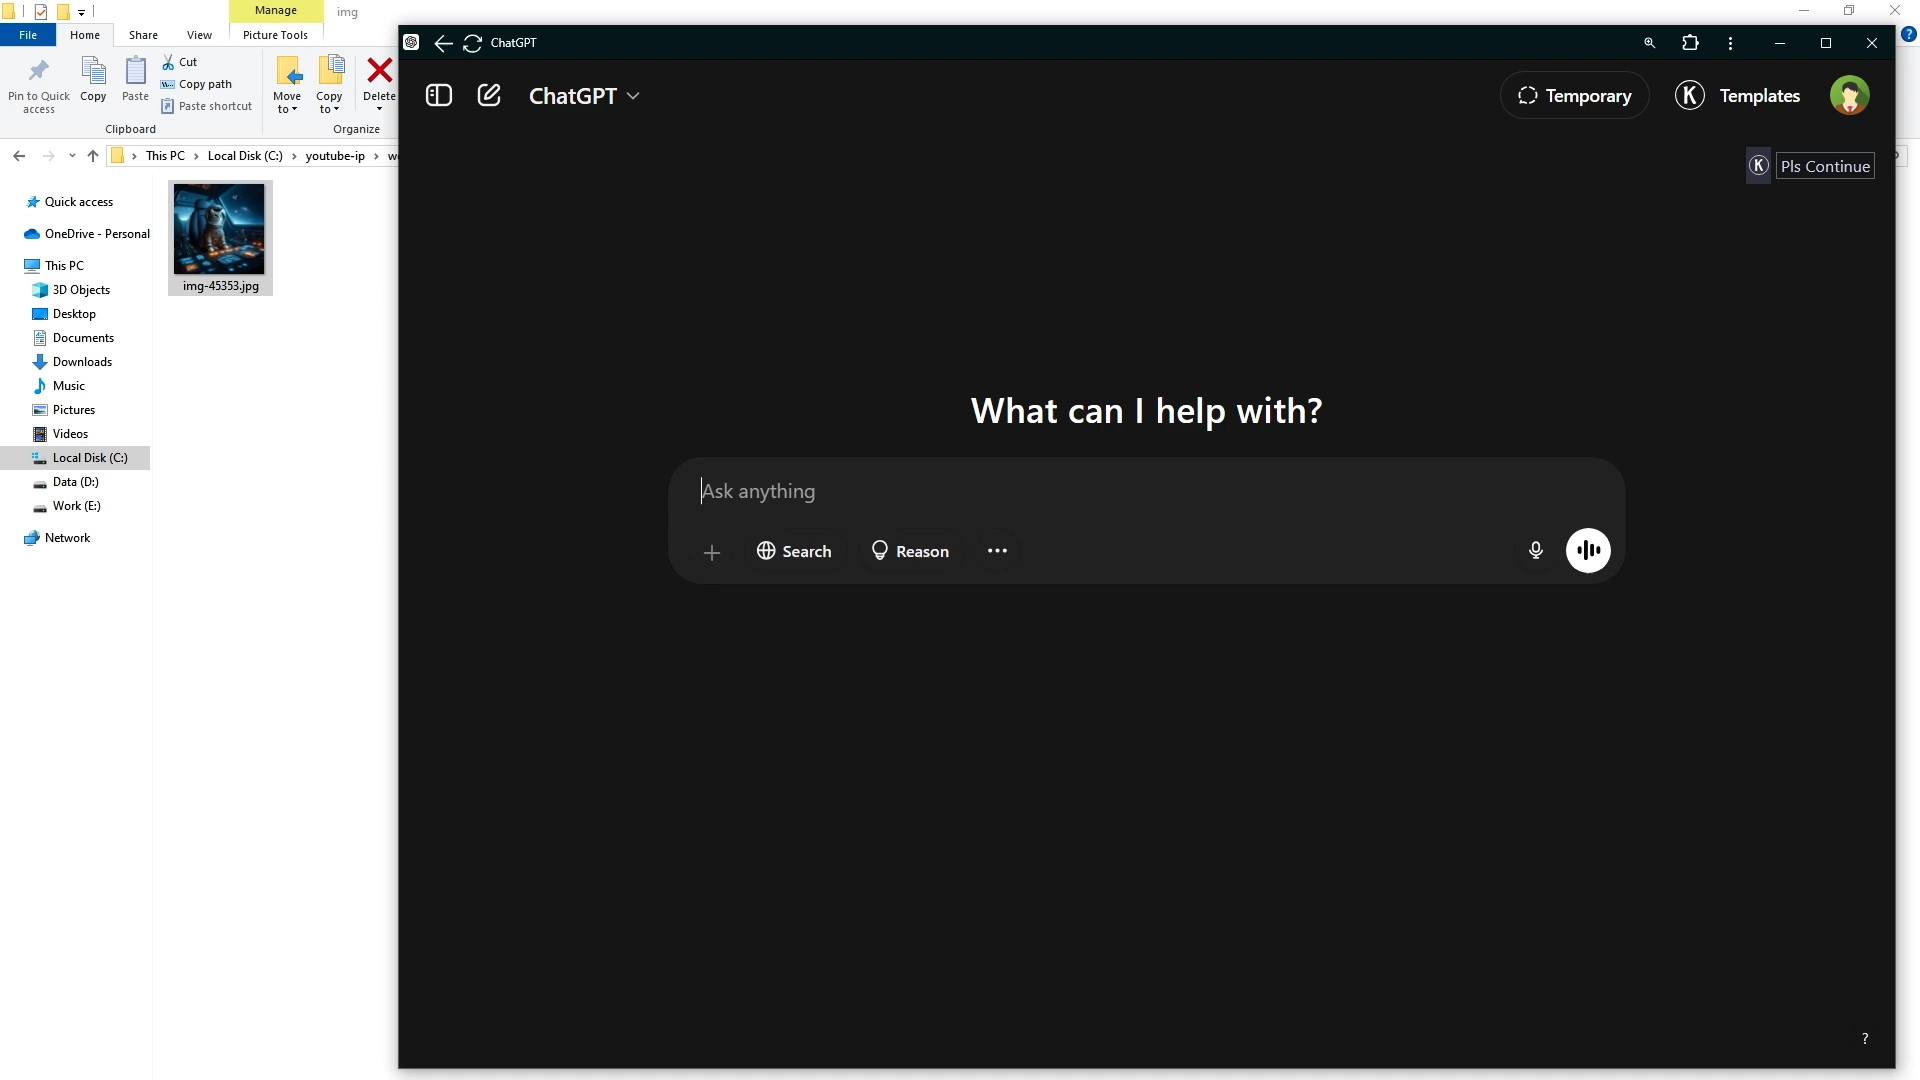 Manage
img
File
Home
Share
View
Picture Tools
Pin to Quick access
Copy
Paste
Cut
Copy path
Paste shortcut
Move to
Copy to
Delete
Clipboard
Organize
This PC
Local Disk (C:)
youtube-ip
Quick access
OneDrive - Personal
This PC
3D Objects
Desktop
Documents
Downloads
Music
Pictures
Videos
Local Disk (C:)
Data (D:)
Work (E:)
Network
img-45353.jpg
ChatGPT
ChatGPT
Temporary
K
Templates
K
Pls Continue
What can I help with?
Ask anything
Search
Reason
?
?